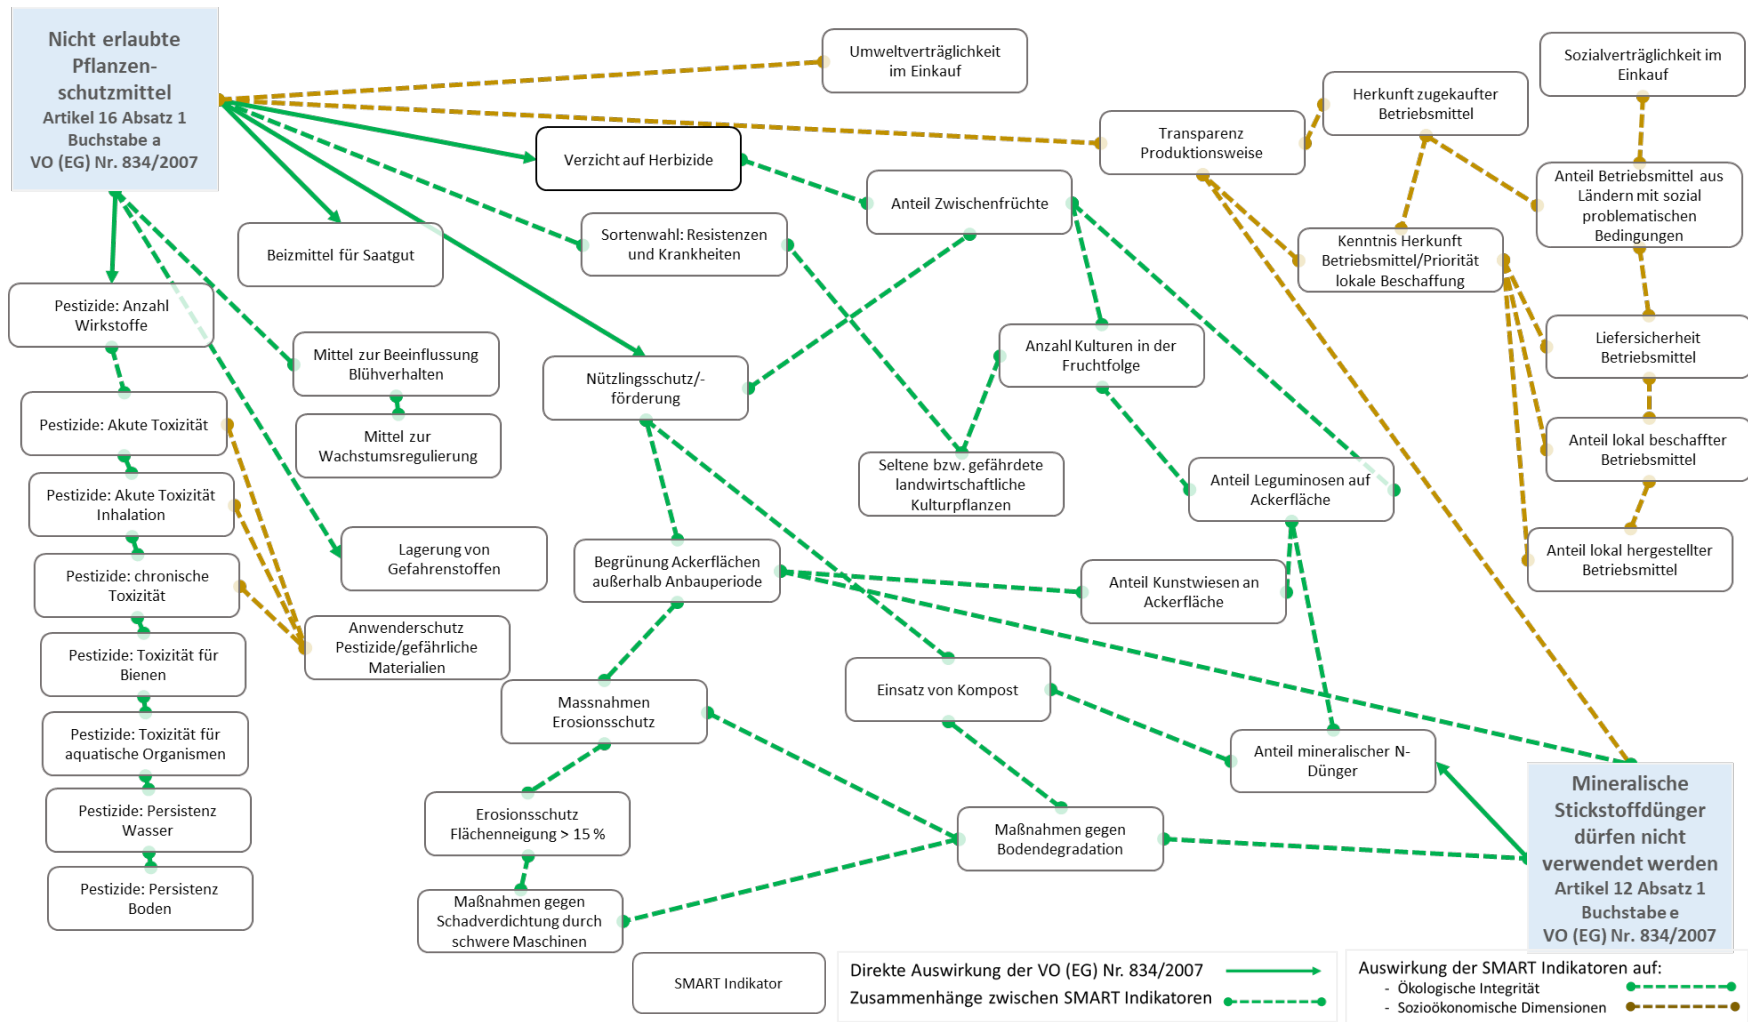 Nicht erlaubte
Pflanzen-
schutzmittel
Artikel 16 Absatz 1
Buchstabe a
VO (EG) Nr. 834/2007
Umweltverträglichkeit
im Einkauf
Sozialverträglichkeit im
Einkauf
Herkunft zugekaufter
Betriebsmittel
Transparenz
Produktionsweise
Verzicht auf Herbizide
Anteil Zwischenfrüchte
Anteil Betriebsmittel aus
Ländern mit sozial
problematischen
Bedingungen
Beizmittel für Saatgut
Sortenwahl: Resistenzen
und Krankheiten
Kenntnis Herkunft
Betriebsmittel/Priorität
lokale Beschaffung
Pestizide: Anzahl
Wirkstoffe
Mittel zur Beeinflussung
Blühverhalten
Anzahl Kulturen in der
Fruchtfolge
Liefersicherheit
Betriebsmittel
Nützlingsschutz/-
förderung
Pestizide: Akute Toxizität
Mittel zur
Wachstumsregulierung
Seltene bzw. gefährdete
landwirtschaftliche
Kulturpflanzen
Anteil Leguminosen auf
Ackerfläche
Anteil lokal beschaffter
Betriebsmittel
Pestizide: Akute Toxizität
Inhalation
Lagerung von
Gefahrenstoffen
Begrünung Ackerflächen
außerhalb Anbauperiode
Anteil Kunstwiesen an
Ackerfläche
Anteil lokal hergestellter
Betriebsmittel
Pestizide: chronische
Toxizität
Anwenderschutz
Pestizide/gefährliche
Materialien
Pestizide: Toxizität für
Bienen
Massnahmen
Erosionsschutz
Einsatz von Kompost
Pestizide: Toxizität für
aquatische Organismen
Anteil mineralischer N-
Dünger
Mineralische
Stickstoffdünger
dürfen nicht
verwendet werden
Artikel 12 Absatz 1
Buchstabe e
VO (EG) Nr. 834/2007
Pestizide: Persistenz
Wasser
Erosionsschutz
Flächenneigung > 15 %
Maßnahmen gegen
Bodendegradation
Pestizide: Persistenz
Boden
Maßnahmen gegen
Schadverdichtung durch
schwere Maschinen
SMART Indikator
Direkte Auswirkung der VO (EG) Nr. 834/2007
Zusammenhänge zwischen SMART Indikatoren
Auswirkung der SMART Indikatoren auf:
- Ökologische Integrität
- Sozioökonomische Dimensionen